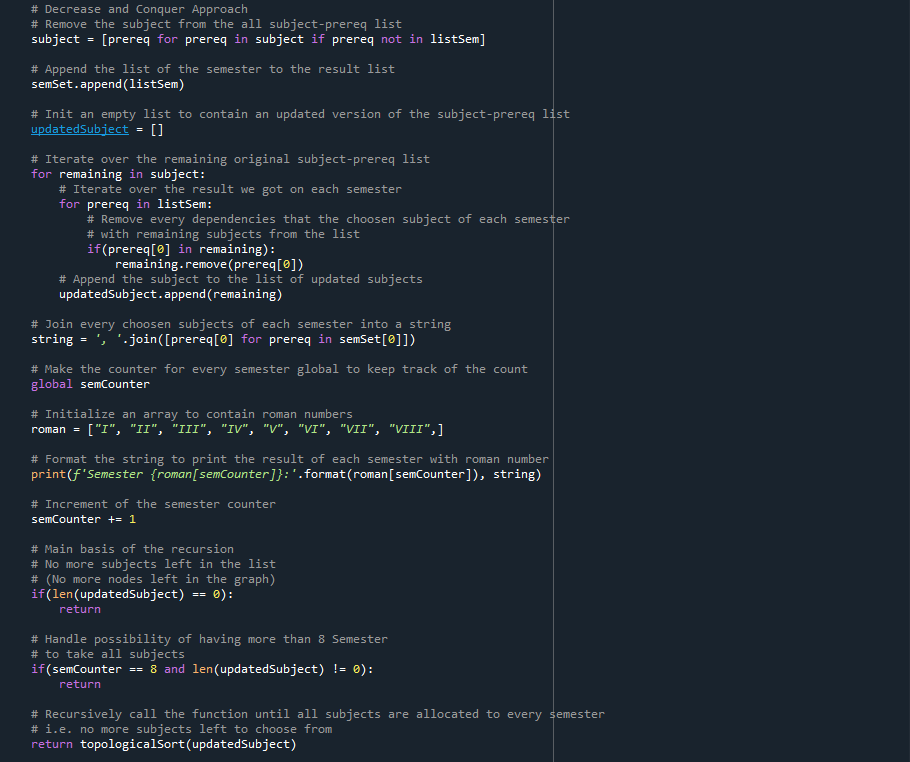 # Decrease and Conquer Approach
# Remove the subject from the all subject-prereq list
subject = [prereq for prereq in subject if prereq not in listSem]

# Append the list of the semester to the result list
semSet.append(listSem)

# Init an empty list to contain an updated version of the subject-prereq list
updatedSubject = []

# Iterate over the remaining original subject-prereq list
for remaining in subject:
    # Iterate over the result we got on each semester
    for prereq in listSem:
        # Remove every dependencies that the choosen subject of each semester
        # with remaining subjects from the list
        if(prereq[0] in remaining):
            remaining.remove(prereq[0])
    # Append the subject to the list of updated subjects
    updatedSubject.append(remaining)

# Join every choosen subjects of each semester into a string
string = ', '.join([prereq[0] for prereq in semSet[0]])

# Make the counter for every semester global to keep track of the count
global semCounter

# Initialize an array to contain roman numbers
roman = ["I", "II", "III", "IV", "V", "VI", "VII", "VIII",]

# Format the string to print the result of each semester with roman number
print(f'Semester {roman[semCounter]}:'.format(roman[semCounter]), string)

# Increment of the semester counter
semCounter += 1

# Main basis of the recursion
# No more subjects left in the list
# (No more nodes left in the graph)
if(len(updatedSubject) == 0):
    return

# Handle possibility of having more than 8 Semester
# to take all subjects
if(semCounter == 8 and len(updatedSubject) != 0):
    return

# Recursively call the function until all subjects are allocated to every semester
# i.e. no more subjects left to choose from
return topologicalSort(updatedSubject)